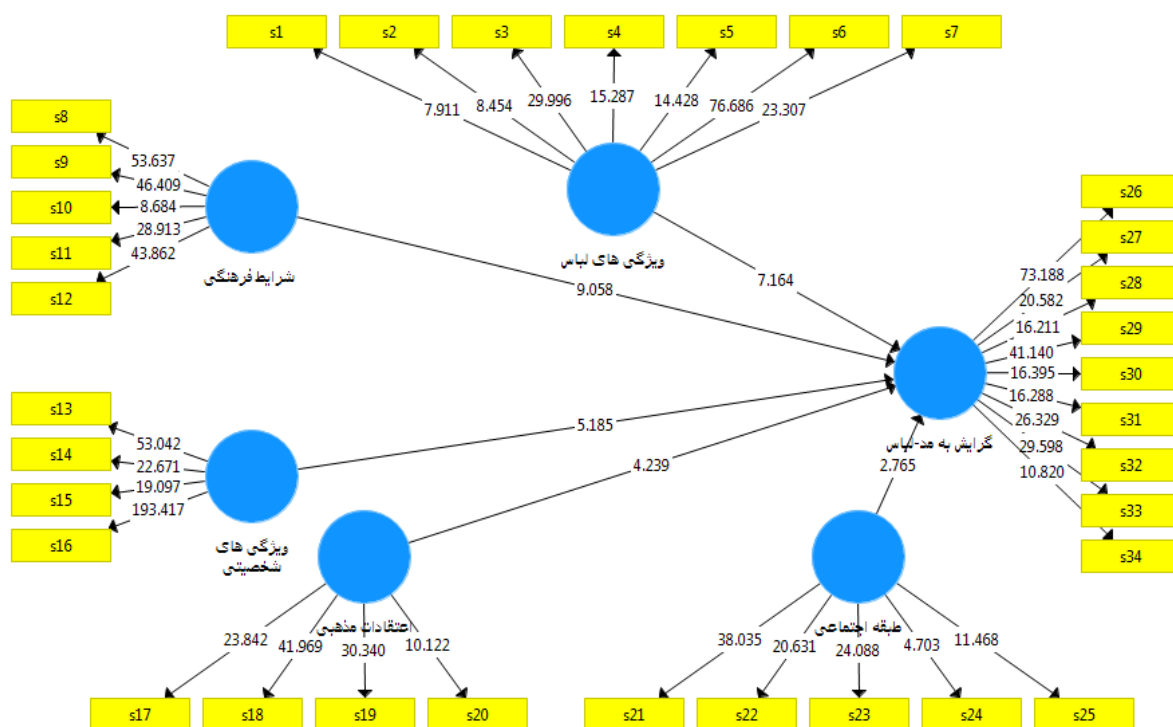 s1
s2
s3
s4
s5
s6
s7
7.911
8.454
29.996
15.287
14.428
76.686
23.307
ویژگی های لباس
s8
s9
s10
s11
s12
53.637
46.409
8.684
28.913
43.862
شرایط فرهنگی
9.058
7.164
s13
s14
s15
s16
53.042
22.671
19.097
193.417
ویژگی های
شخصیتی
5.185
4.239
2.765
s26
s27
s28
s29
s30
s31
s32
s33
s34
73.188
20.582
16.211
41.140
16.395
16.288
26.329
29.598
10.820
گرایش به مد-لباس
اعتقادات مذهبی
23.842
41.969
30.340
10.122
s17
s18
s19
s20
طبقه اجتماعی
38.035
20.631
24.088
4.703
11.468
s21
s22
s23
s24
s25